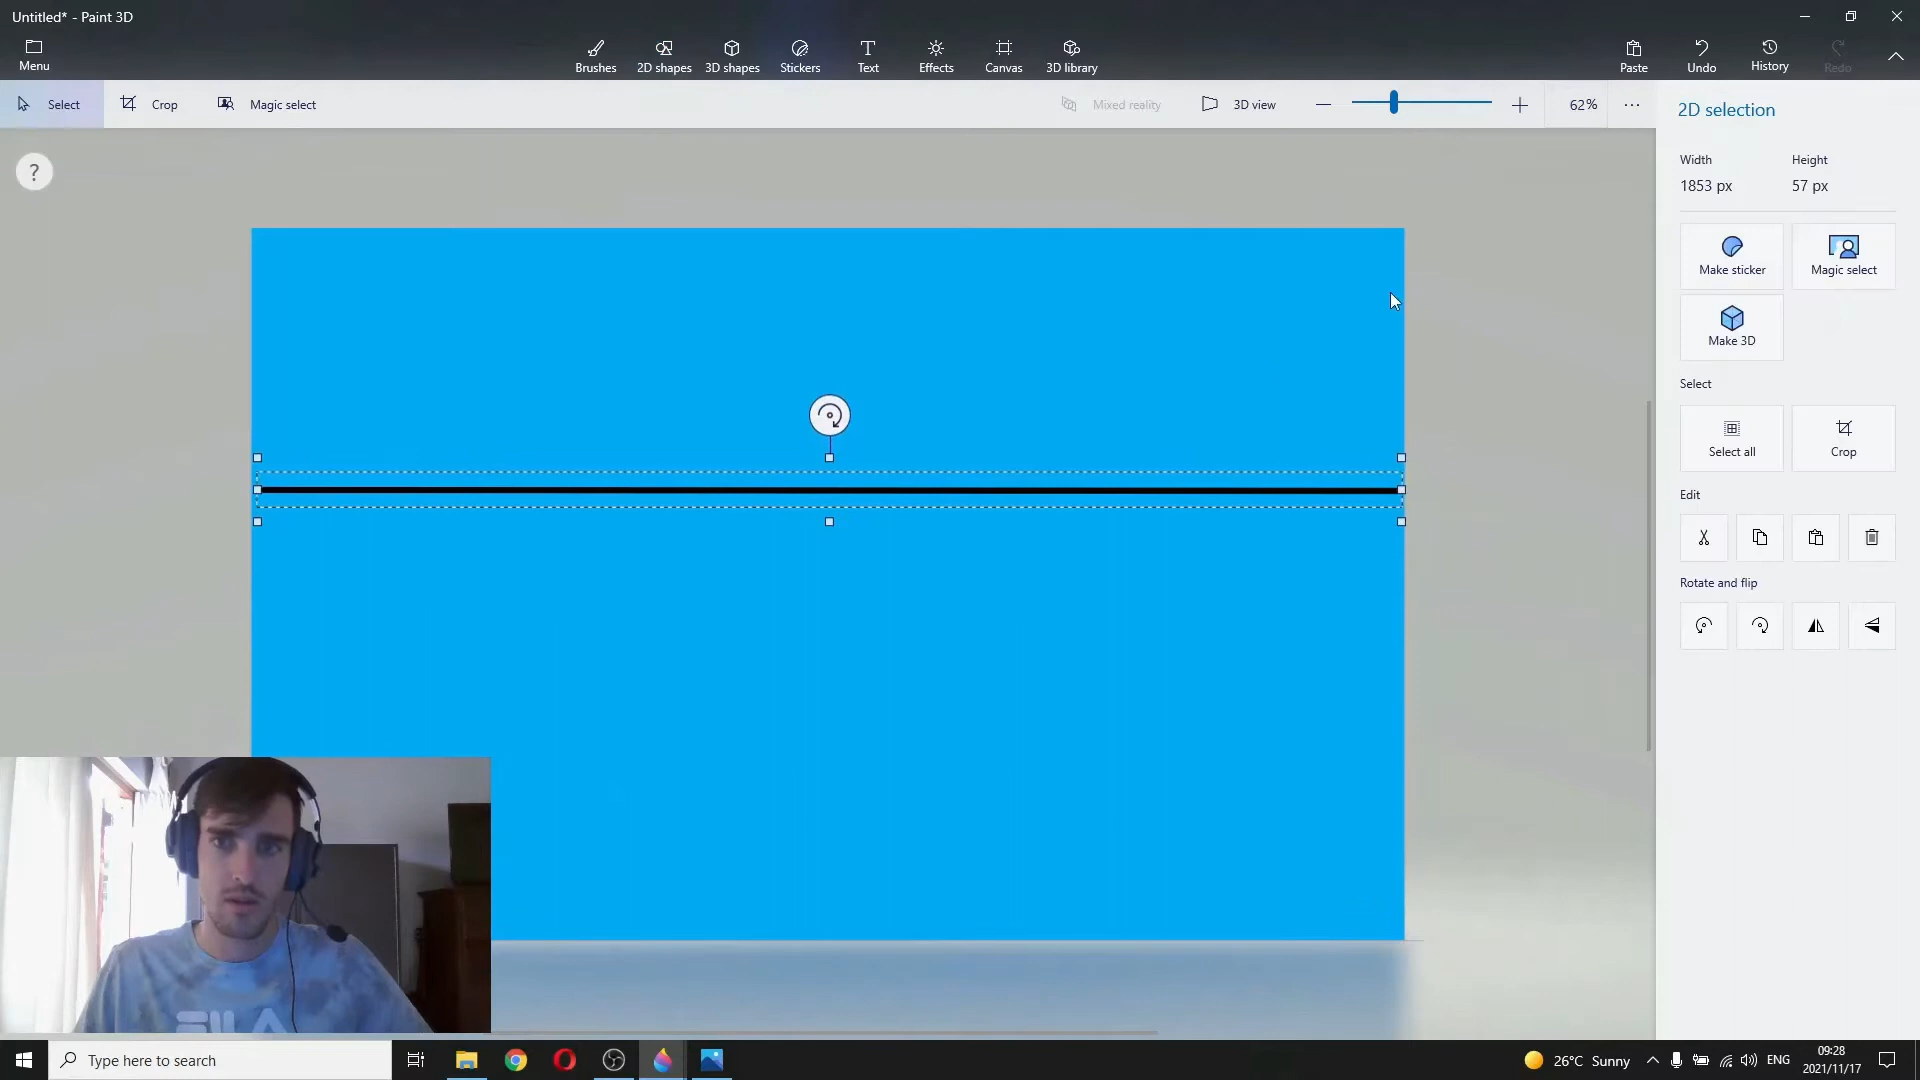 Untitled* - Paint 3D
Menu
Brushes
2D shapes
3D shapes
Stickers
Text
Effects
Canvas
3D library
Paste
Undo
History
Redo
Select
Crop
Magic select
Mixed reality
3D view
62%
2D selection
Width
Height
1853 px
57 px
Make sticker
Magic select
Make 3D
Select
Select all
Crop
Edit
Rotate and flip
?
FILA
Type here to search
26°C Sunny
ENG
09:28
2021/11/17